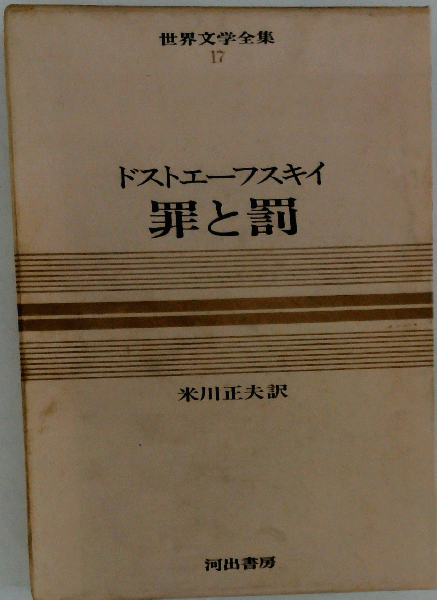 世界文学全集
17
ドストエーフスキイ
罪と罰
米川正夫訳
河出書房